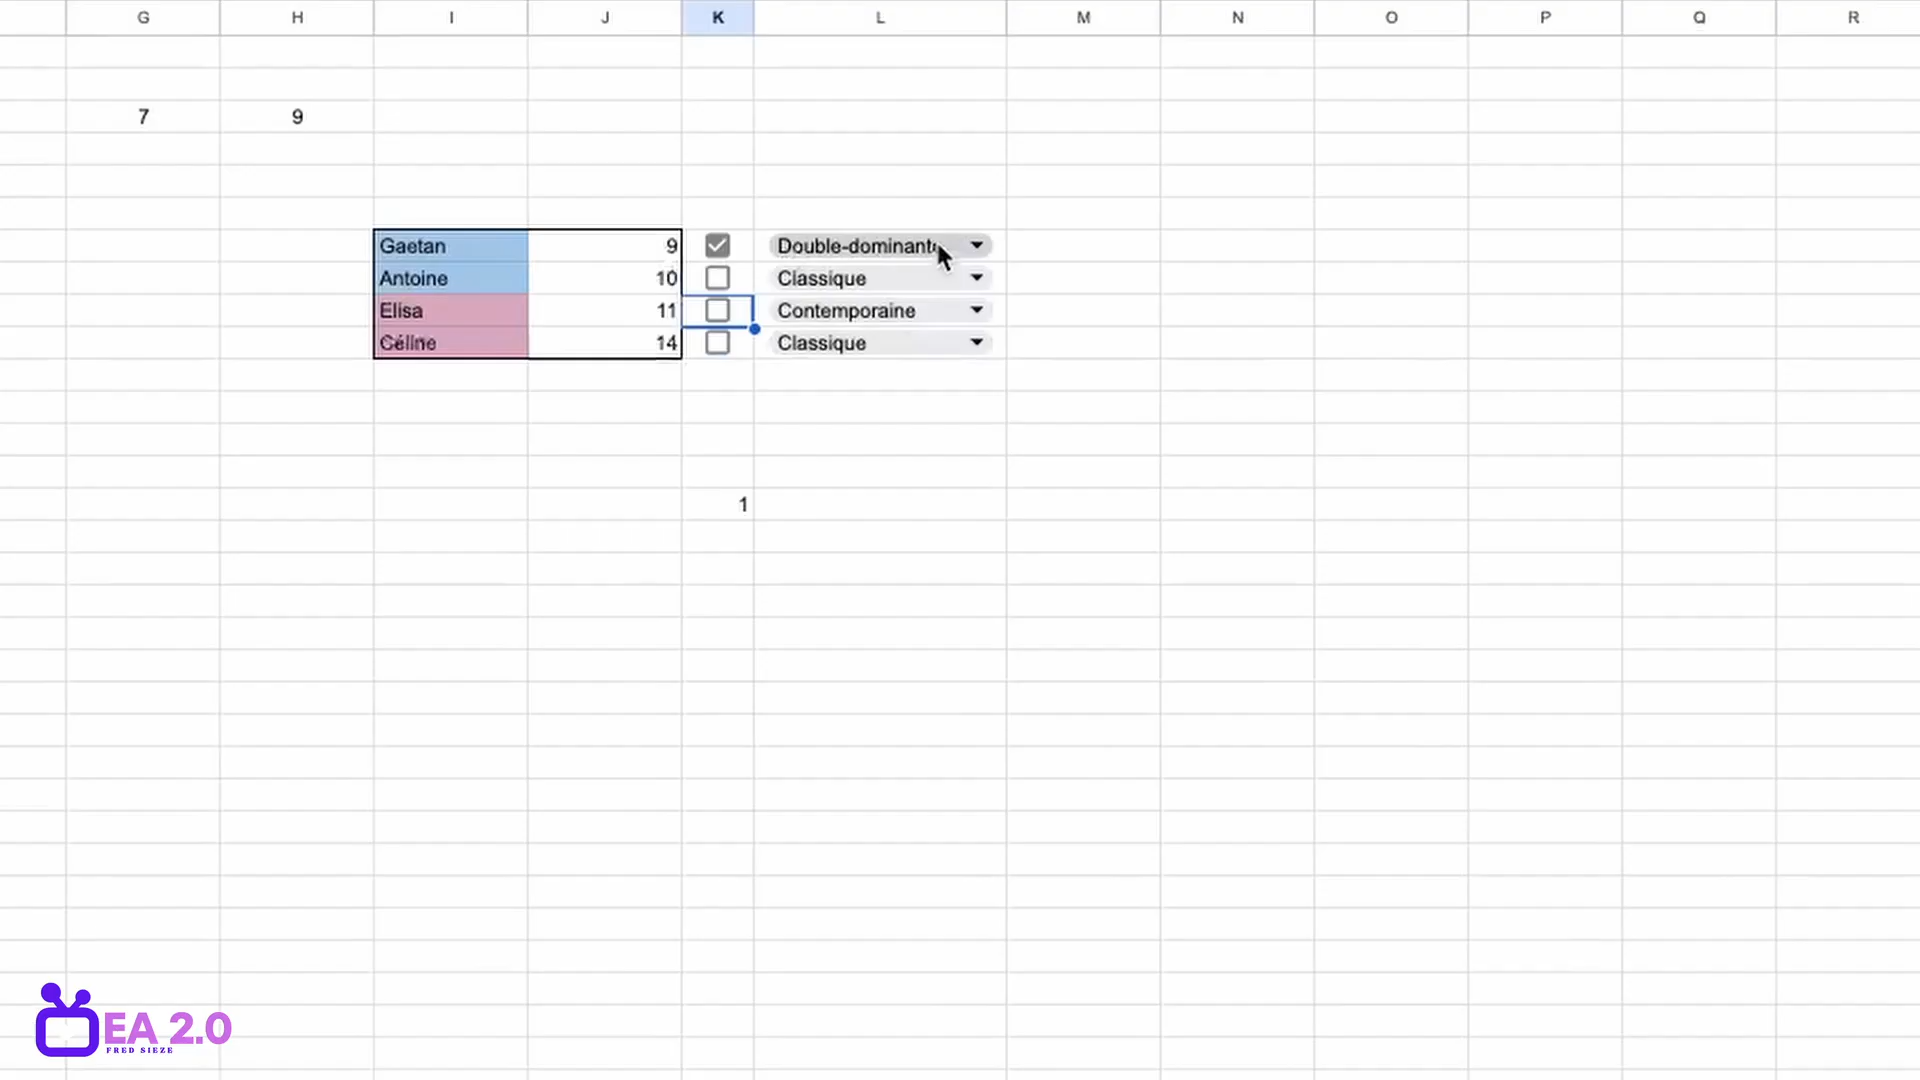 G H I J K L M N O P Q R
7 9
Gaetan 9 Double-dominante
Antoine 10 Classique
Elisa 11 Contemporaine
Céline 14 Classique
1
EA 2.0
FRED SIEZE